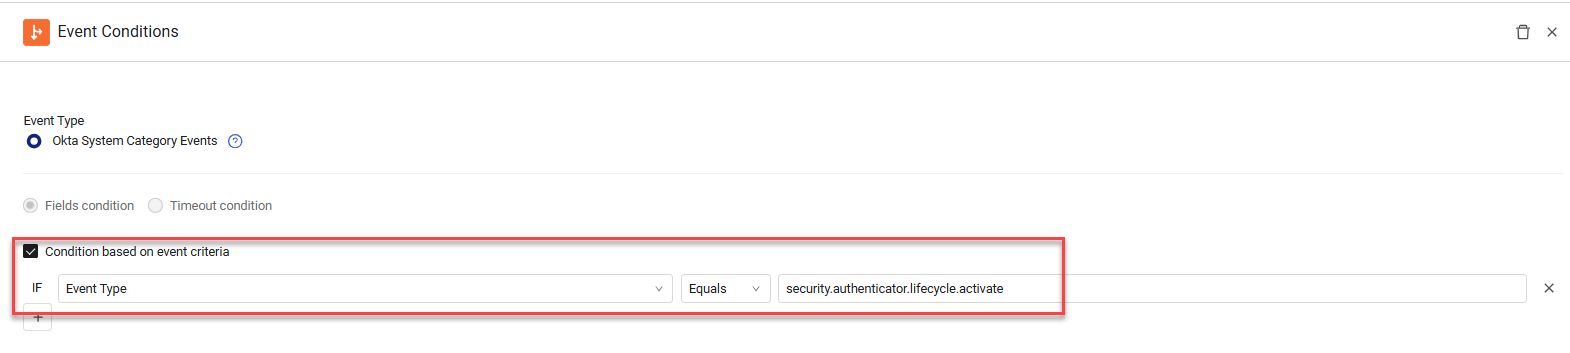 Event Conditions
Event Type
Okta System Category Events ?
Fields condition Timeout condition
Condition based on event criteria
IF Event Type Equals security.authenticator.lifecycle.activate
+